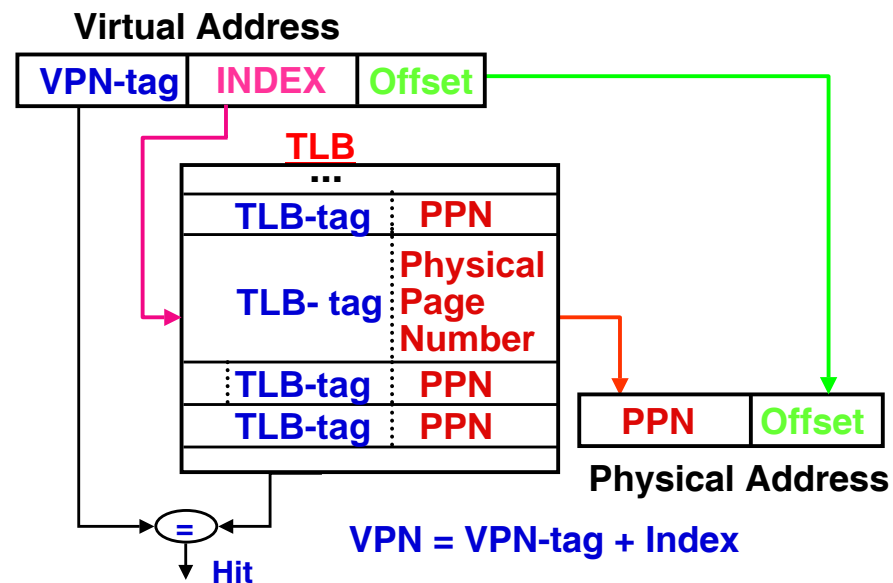 Virtual Address
VPN-tag INDEX Offset
TLB
...
TLB-tag PPN
TLB- tag Physical Page Number
TLB-tag PPN
TLB-tag PPN
PPN Offset
Physical Address
=
Hit
VPN = VPN-tag + Index